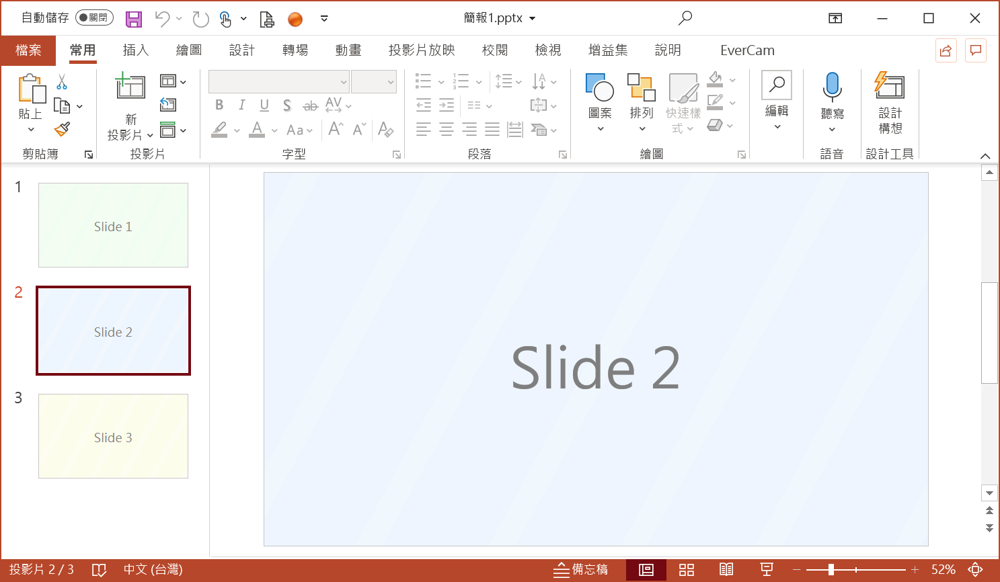 自動儲存 關閉 簡報1.pptx
檔案 常用 插入 繪圖 設計 轉場 動畫 投影片放映 校閱 檢視 增益集 說明 EverCam
貼上
新
投影片
B I U S ab AV
A Aa A A A
圖案
排列
快速樣
式
編輯
聽寫
設計
構想
剪貼簿 投影片 字型 段落 繪圖 語音 設計工具
1
Slide 1
2
Slide 2
3
Slide 3
Slide 2
投影片 2 / 3 中文 (台灣) 備忘稿 52%